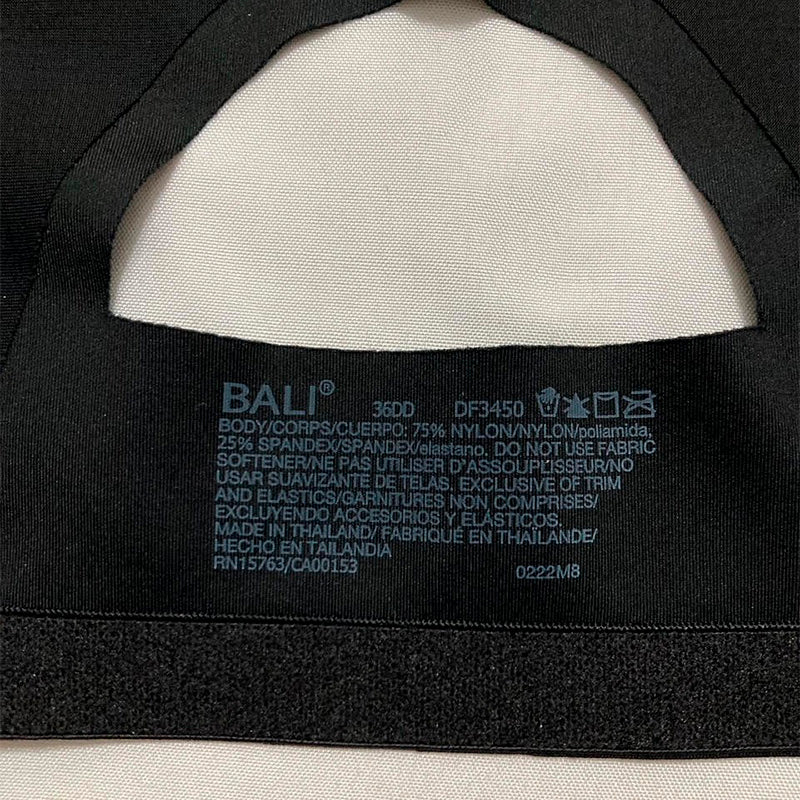 BALI® 36DD DF3450
BODY/CORPS/CUERPO: 75% NYLON/NYLON/poliamida,
25% SPANDEX/SPANDEX/elastano. DO NOT USE FABRIC
SOFTENER/NE PAS UTILISER D'ASSOUPLISSEUR/NO
USAR SUAVIZANTE DE TELAS. EXCLUSIVE OF TRIM
AND ELASTICS/GARNITURES NON COMPRISES/
EXCLUYENDO ACCESORIOS Y ELÁSTICOS.
MADE IN THAILAND/ FABRIQUÉ EN THAÏLANDE/
HECHO EN TAILANDIA
RN15763/CA00153 0222M8